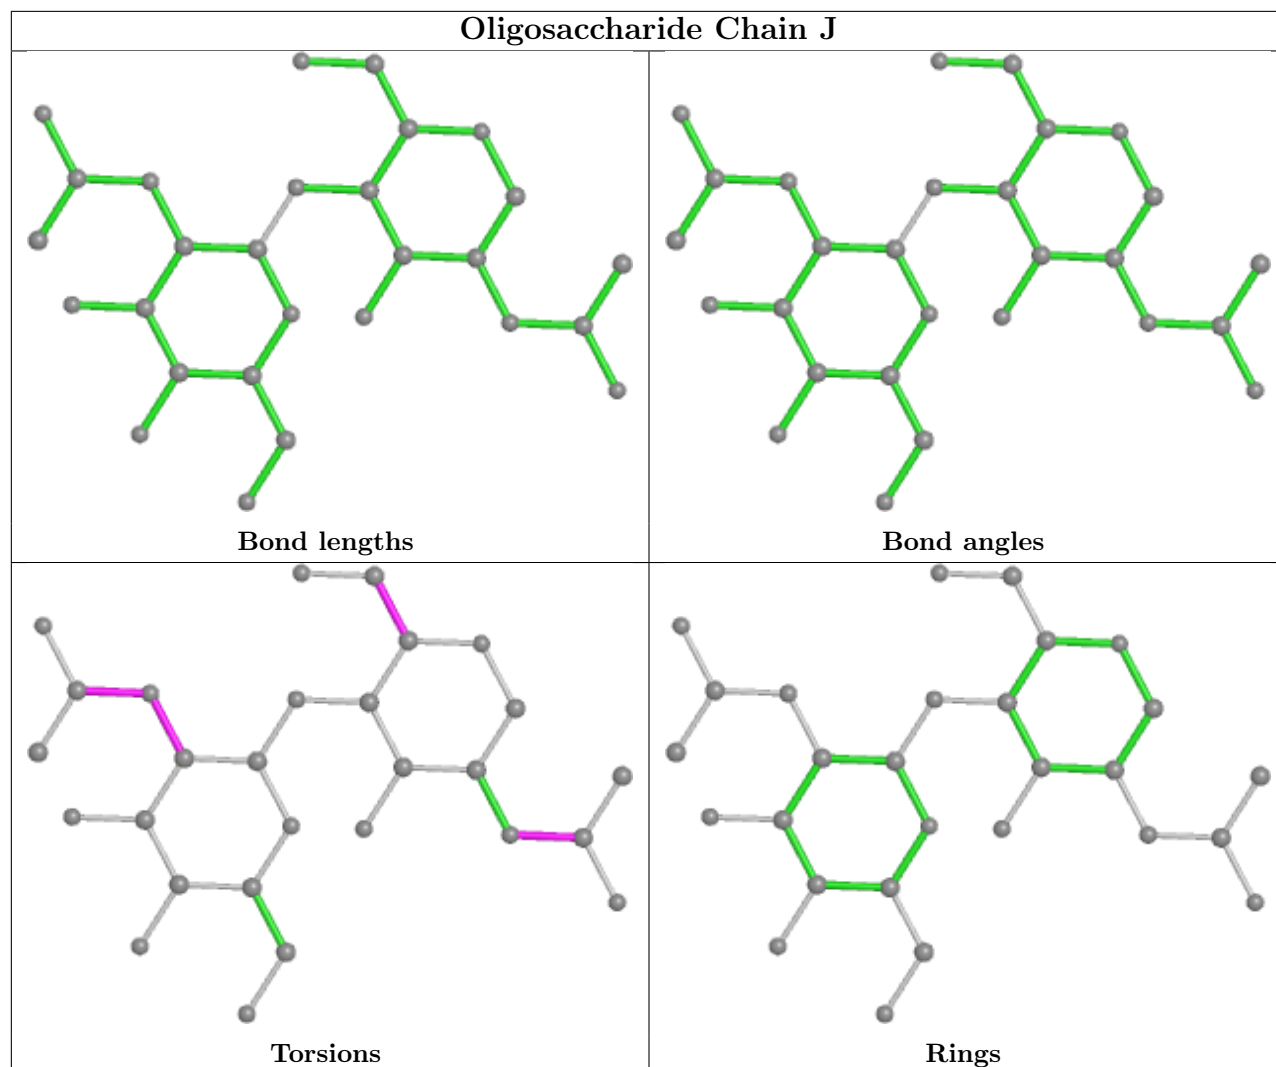 Oligosaccharide Chain J
Bond lengths
Bond angles
Torsions
Rings